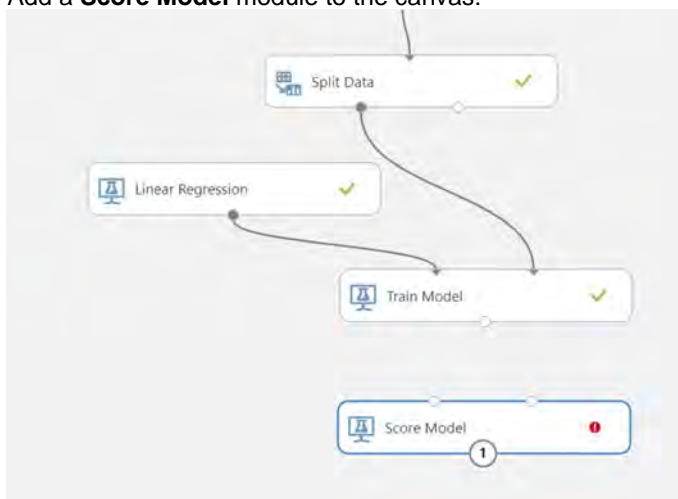 Add a Score Model module to the canvas.
Split Data
Linear Regression
Train Model
Score Model
1